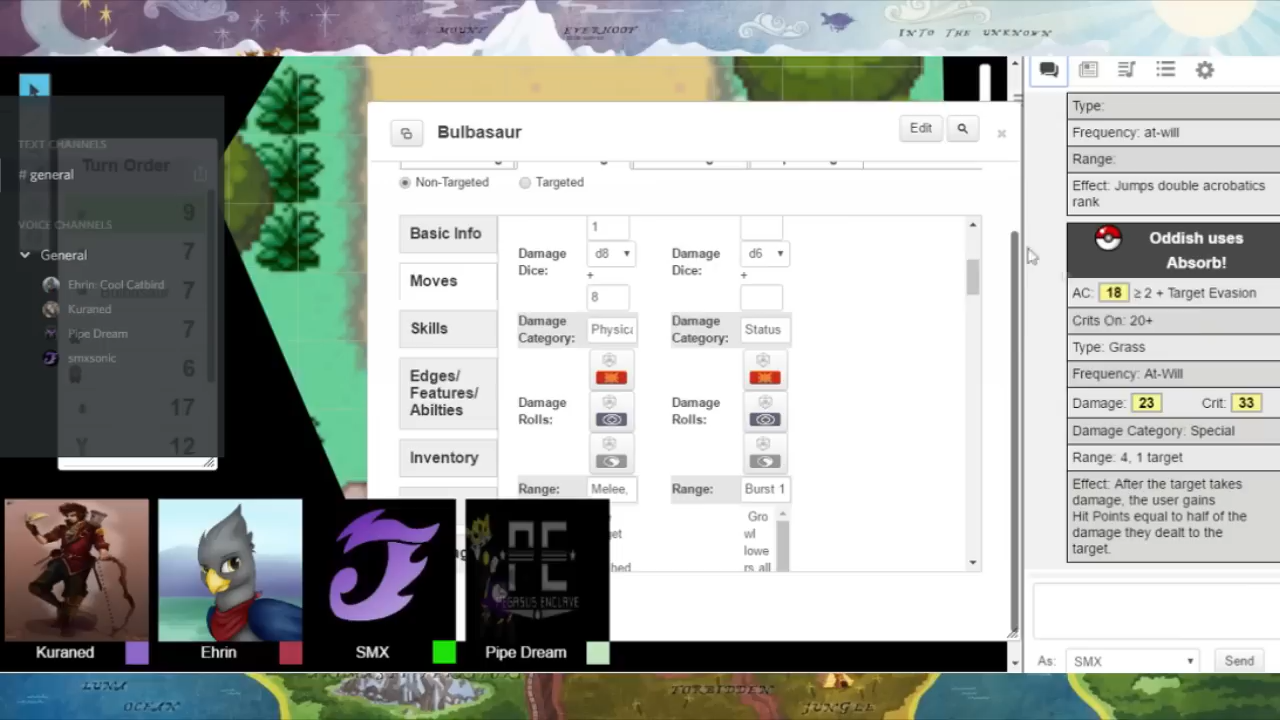 MOUNT EVERHOOF
INTO THE UNKNOWN
TEXT CHANNELS
Turn Order
# general
9
VOICE CHANNELS
7
General
7
Ehrin: Cool Catbird
Kuraned
7
Pipe Dream
smxsonic
6
17
12
Bulbasaur
Edit
Non-Targeted
Targeted
Basic Info
Moves
Skills
Edges/
Features/
Abilties
Inventory
1
Damage
Dice:
d8
+
8
Damage
Dice:
d6
+
Damage
Category:
Physica
Damage
Category:
Status
Damage
Rolls:
Damage
Rolls:
Range:
Melee,
Range:
Burst 1
get
Gro
wl
lowe
rs all
Type:
Frequency: at-will
Range:
Effect: Jumps double acrobatics
rank
Oddish uses
Absorb!
AC: 18 ≥ 2 + Target Evasion
Crits On: 20+
Type: Grass
Frequency: At-Will
Damage: 23 Crit: 33
Damage Category: Special
Range: 4, 1 target
Effect: After the target takes
damage, the user gains
Hit Points equal to half of the
damage they dealt to the
target.
As:
SMX
Send
PEGASUS ENCLAVE
Kuraned
Ehrin
SMX
Pipe Dream
LUNA
OCEAN
FORBIDDEN
JUNGLE